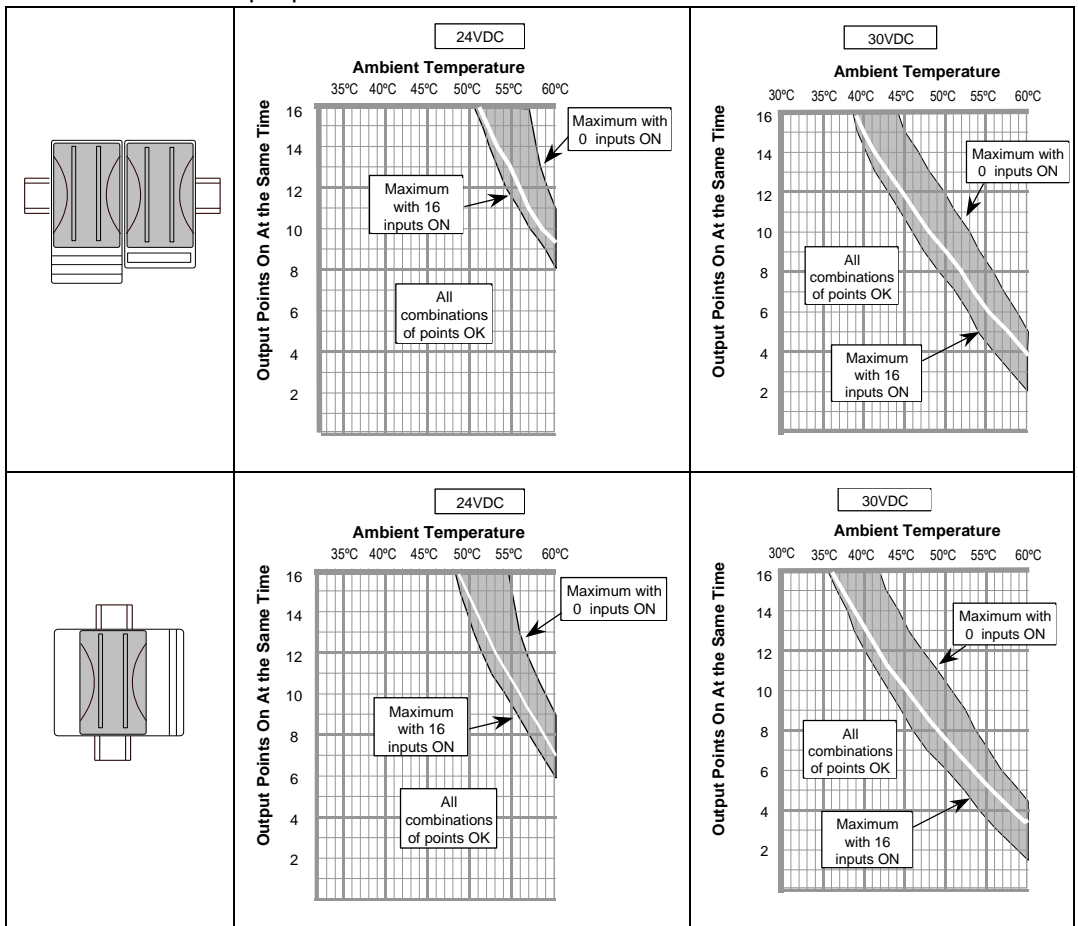 24VDC
Ambient Temperature
35ºC 40ºC 45ºC 50ºC 55ºC 60ºC
Output Points On At the Same Time
16
14
12
10
8
6
4
2
Maximum with
0 inputs ON
Maximum
with 16
inputs ON
All
combinations
of points OK
30VDC
Ambient Temperature
30ºC 35ºC 40ºC 45ºC 50ºC 55ºC 60ºC
Output Points On At the Same Time
16
14
12
10
8
6
4
2
Maximum with
0 inputs ON
All
combinations
of points OK
Maximum
with 16
inputs ON
24VDC
Ambient Temperature
35ºC 40ºC 45ºC 50ºC 55ºC 60ºC
Output Points On At the Same Time
16
14
12
10
8
6
4
2
Maximum with
0 inputs ON
Maximum
with 16
inputs ON
All
combinations
of points OK
30VDC
Ambient Temperature
30ºC 35ºC 40ºC 45ºC 50ºC 55ºC 60ºC
Output Points On At the Same Time
16
14
12
10
8
6
4
2
Maximum with
0 inputs ON
All
combinations
of points OK
Maximum
with 16
inputs ON